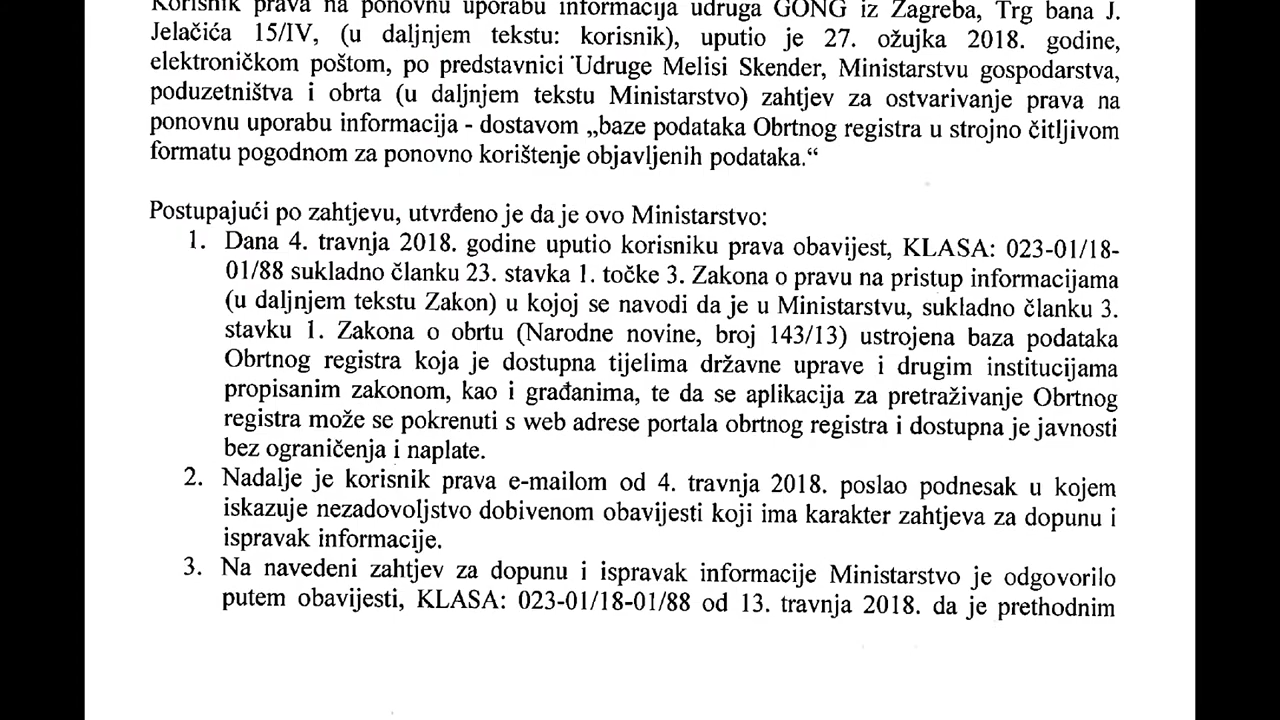 Korisnik prava na ponovnu uporabu informacija udruga GONG iz Zagreba, Trg bana J.
Jelačića 15/IV, (u daljnjem tekstu: korisnik), uputio je 27. ožujka 2018. godine,
elektroničkom poštom, po predstavnici Udruge Melisi Skender, Ministarstvu gospodarstva,
poduzetništva i obrta (u daljnjem tekstu Ministarstvo) zahtjev za ostvarivanje prava na
ponovnu uporabu informacija - dostavom „baze podataka Obrtnog registra u strojno čitljivom
formatu pogodnom za ponovno korištenje objavljenih podataka.“
Postupajući po zahtjevu, utvrđeno je da je ovo Ministarstvo:
1. Dana 4. travnja 2018. godine uputio korisniku prava obavijest, KLASA: 023-01/18-
01/88 sukladno članku 23. stavka 1. točke 3. Zakona o pravu na pristup informacijama
(u daljnjem tekstu Zakon) u kojoj se navodi da je u Ministarstvu, sukladno članku 3.
stavku 1. Zakona o obrtu (Narodne novine, broj 143/13) ustrojena baza podataka
Obrtnog registra koja je dostupna tijelima državne uprave i drugim institucijama
propisanim zakonom, kao i građanima, te da se aplikacija za pretraživanje Obrtnog
registra može se pokrenuti s web adrese portala obrtnog registra i dostupna je javnosti
bez ograničenja i naplate.
2. Nadalje je korisnik prava e-mailom od 4. travnja 2018. poslao podnesak u kojem
iskazuje nezadovoljstvo dobivenom obavijesti koji ima karakter zahtjeva za dopunu i
ispravak informacije.
3. Na navedeni zahtjev za dopunu i ispravak informacije Ministarstvo je odgovorilo
putem obavijesti, KLASA: 023-01/18-01/88 od 13. travnja 2018. da je prethodnim